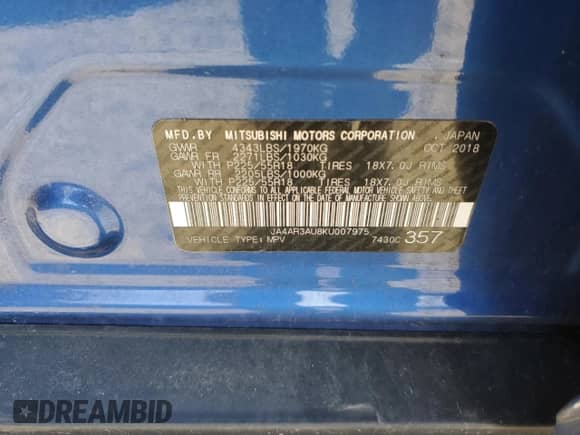 MFD.BY MITSUBISHI MOTORS CORPORATION , JAPAN
GVWR 4343LBS/1970KG OCT 2018
GAWR FR 2271LBS/1030KG
WITH P225/55R18 TIRES 18X7.0J RIMS
GAWR RR 2205LBS/1000KG
WITH P225/55R18 TIRES 18X7.0J RIMS
THIS VEHICLE CONFORMS TO ALL APPLICABLE FEDERAL MOTOR VEHICLE SAFETY AND THEFT
PREVENTION STANDARDS IN EFFECT ON THE DATE OF MANUFACTURE SHOWN ABOVE.
JA4AR3AU8KU007975
VEHICLE TYPE: MPV 7430C 357
DREAMBID